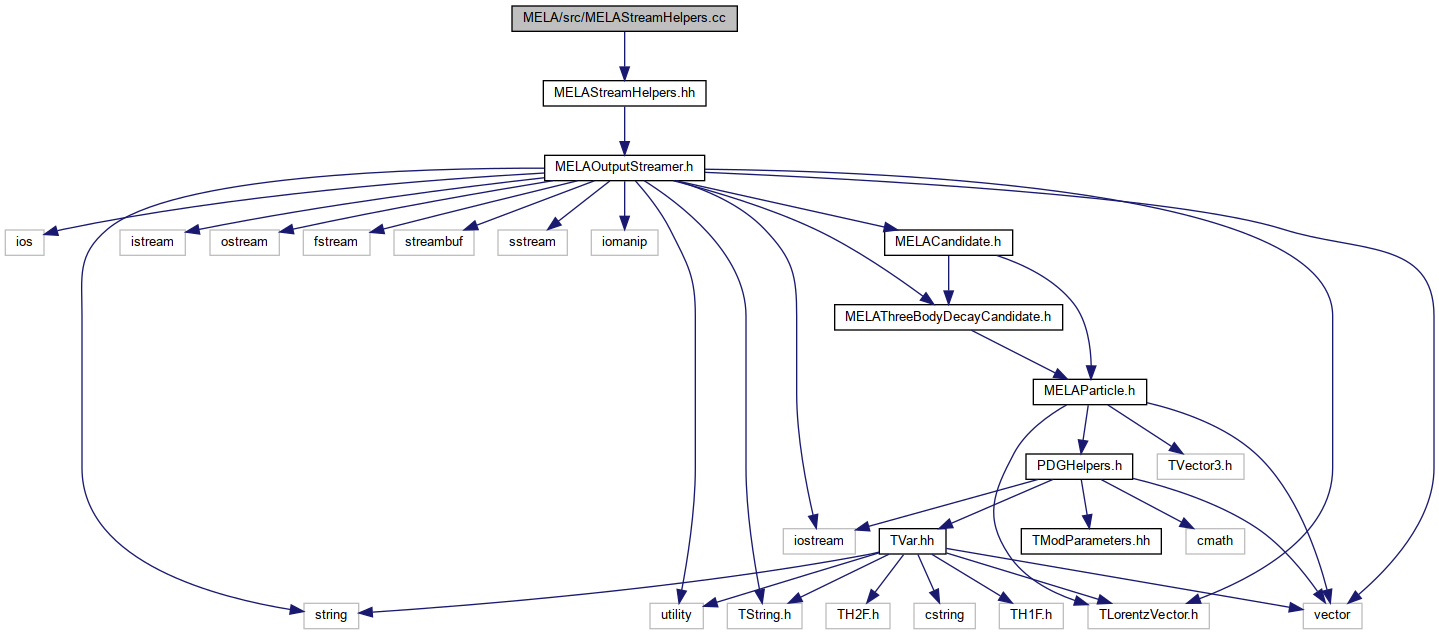 MELA/src/MELAStreamHelpers.cc
MELAStreamHelpers.hh
MELAOutputStreamer.h
ios
istream
ostream
fstream
streambuf
sstream
iomanip
MELACandidate.h
MELAThreeBodyDecayCandidate.h
MELAParticle.h
PDGHelpers.h
TVector3.h
iostream
TVar.hh
TModParameters.hh
cmath
string
utility
TString.h
TH2F.h
cstring
TH1F.h
TLorentzVector.h
vector